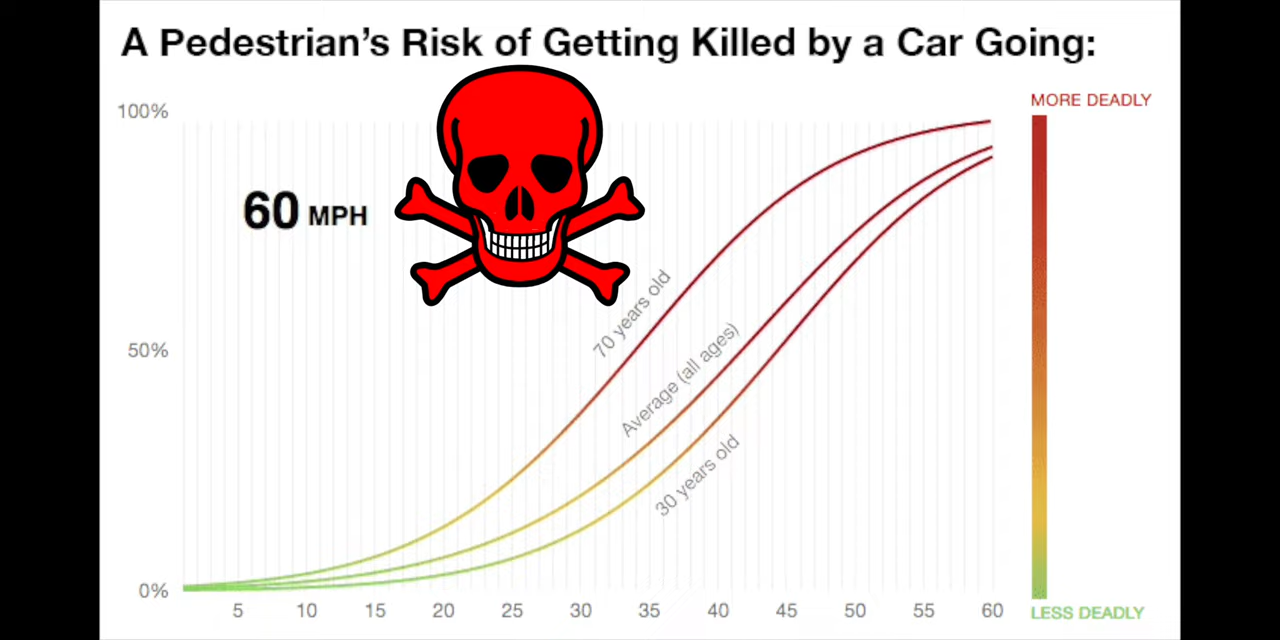 A Pedestrian's Risk of Getting Killed by a Car Going:
MORE DEADLY
100%
60 MPH
70 years old
50%
Average (all ages)
30 years old
0%
5 10 15 20 25 30 35 40 45 50 55 60
LESS DEADLY